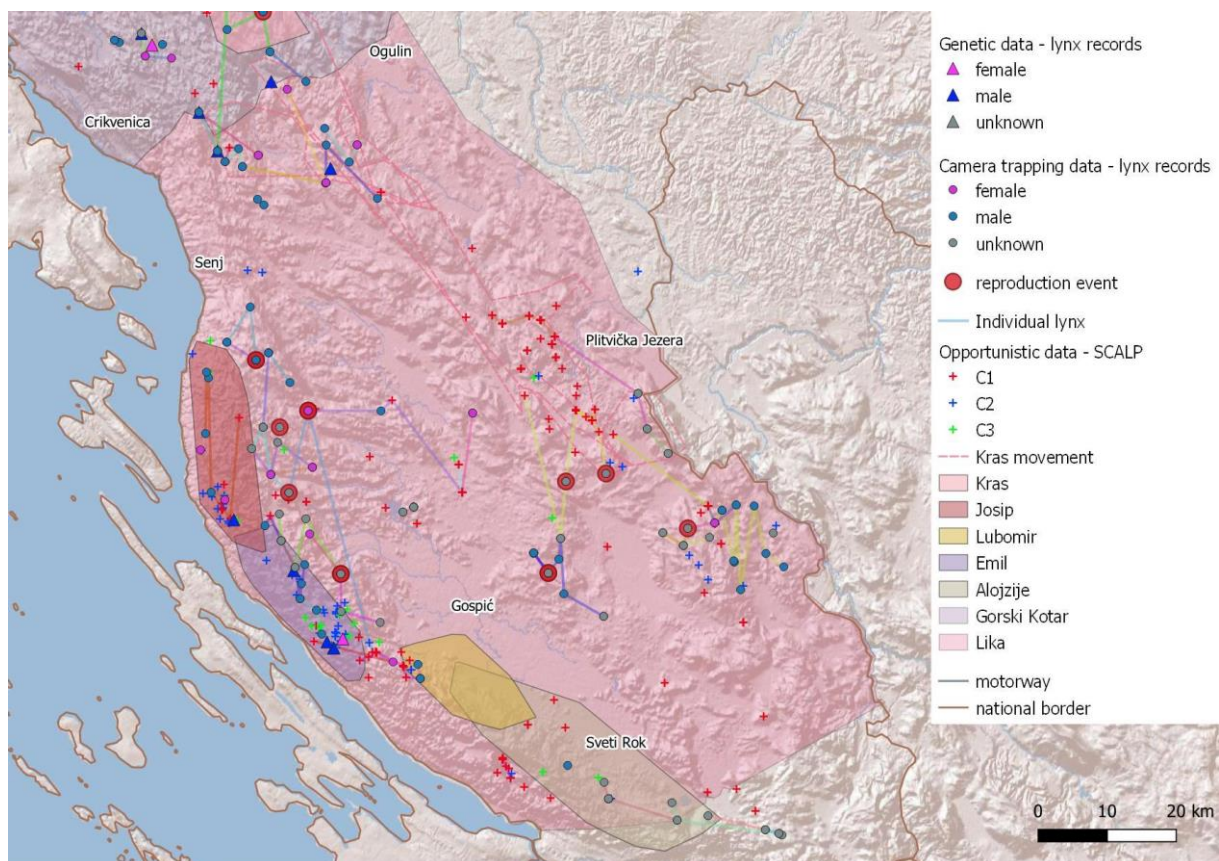 Ogulin
Crikvenica
Senj
Plitvička Jezera
Gospić
Sveti Rok
Genetic data - lynx records
female
male
unknown
Camera trapping data - lynx records
female
male
unknown
reproduction event
Individual lynx
Opportunistic data - SCALP
C1
C2
C3
Kras movement
Kras
Josip
Lubomir
Emil
Alojzije
Gorski Kotar
Lika
motorway
national border
0 10 20 km